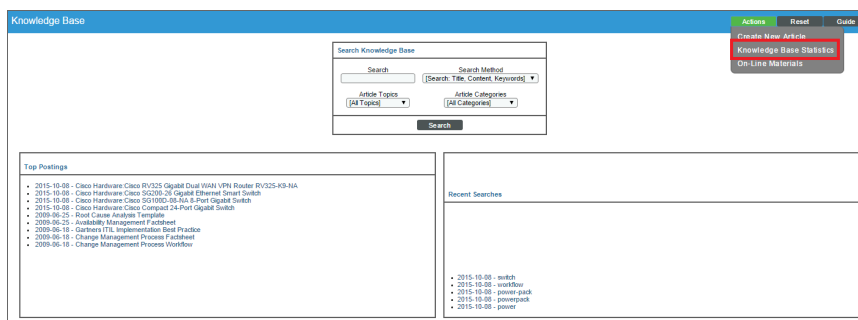 Knowledge Base
Actions Reset Guide
Create New Article
Knowledge Base Statistics
On-Line Materials
Search Knowledge Base
Search Search Method
[Search: Title, Content, Keywords]
Article Topics Article Categories
[All Topics] [All Categories]
Search
Top Postings
2015-10-08 - Cisco Hardware:Cisco RV325 Gigabit Dual WAN VPN Router RV325-K9-NA
2015-10-08 - Cisco Hardware:Cisco SG200-26 Gigabit Ethernet Smart Switch
2015-10-08 - Cisco Hardware:Cisco SG100D-08-NA 8-Port Gigabit Switch
2015-10-08 - Cisco Hardware:Cisco Compact 24-Port Gigabit Switch
2009-06-25 - Root Cause Analysis Template
2009-06-25 - Availability Management Factsheet
2009-06-18 - Gartners ITIL Implementation Best Practice
2009-06-18 - Change Management Process Factsheet
2009-06-18 - Change Management Process Workflow
Recent Searches
2015-10-08 - switch
2015-10-08 - workflow
2015-10-08 - power-pack
2015-10-08 - powerpack
2015-10-08 - power